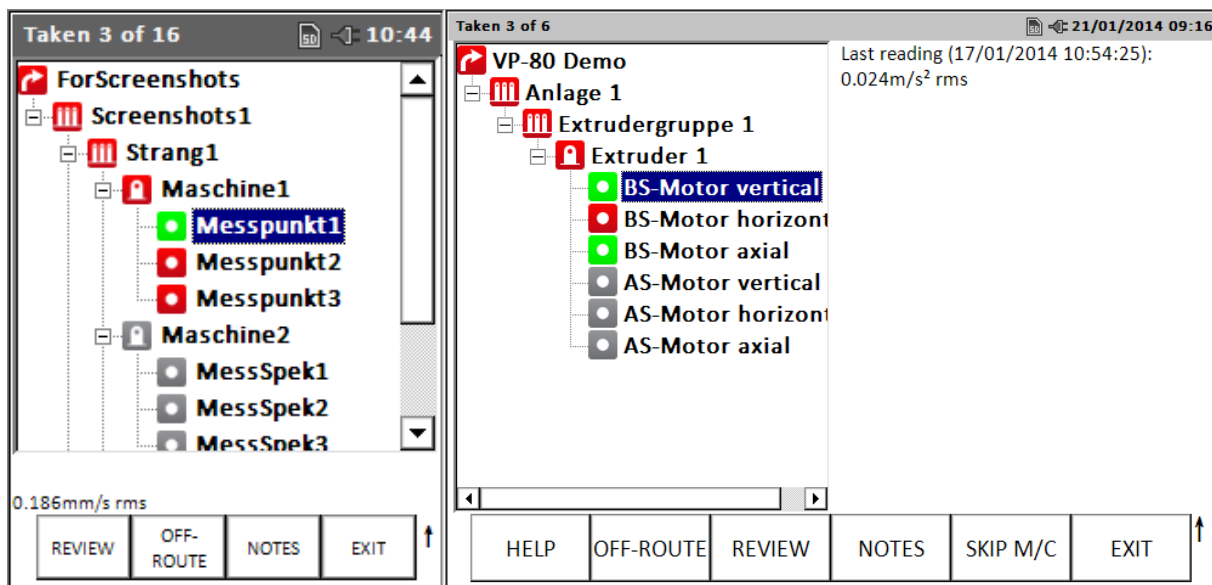 Taken 3 of 16
SD
10:44
ForScreenshots
Screenshots1
Strang1
Maschine1
Messpunkt1
Messpunkt2
Messpunkt3
Maschine2
MessSpek1
MessSpek2
MessSpek3
0.186mm/s rms
REVIEW
OFF-
ROUTE
NOTES
EXIT
Taken 3 of 6
21/01/2014 09:16
VP-80 Demo
Anlage 1
Extrudergruppe 1
Extruder 1
BS-Motor vertical
BS-Motor horizont
BS-Motor axial
AS-Motor vertical
AS-Motor horizont
AS-Motor axial
Last reading (17/01/2014 10:54:25):
0.024m/s² rms
HELP
OFF-ROUTE
REVIEW
NOTES
SKIP M/C
EXIT